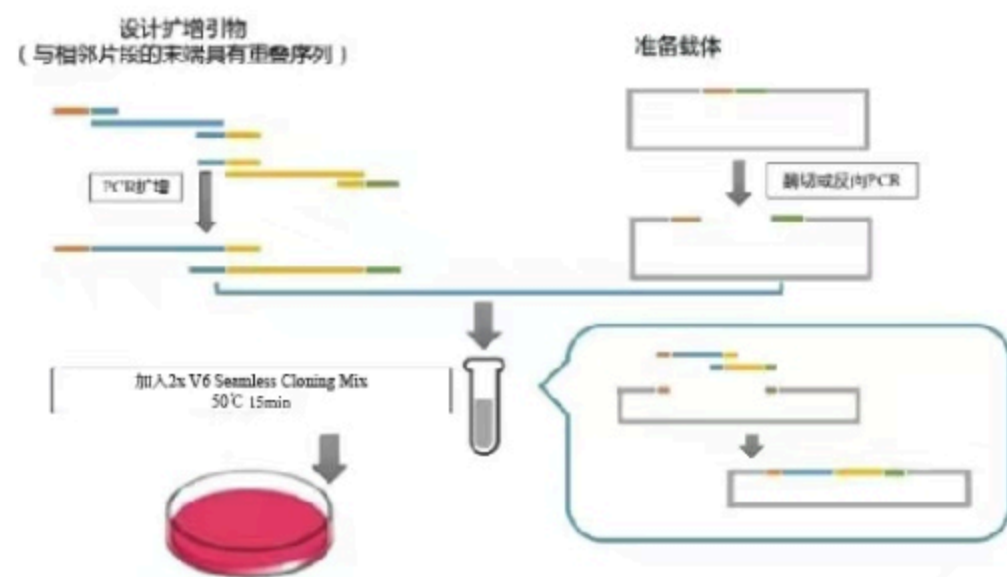 设计扩增引物
（与相邻片段的末端具有重叠序列）
准备载体
PCR扩增
酶切或反向PCR
加入2x V6 Seamless Cloning Mix
50℃ 15min